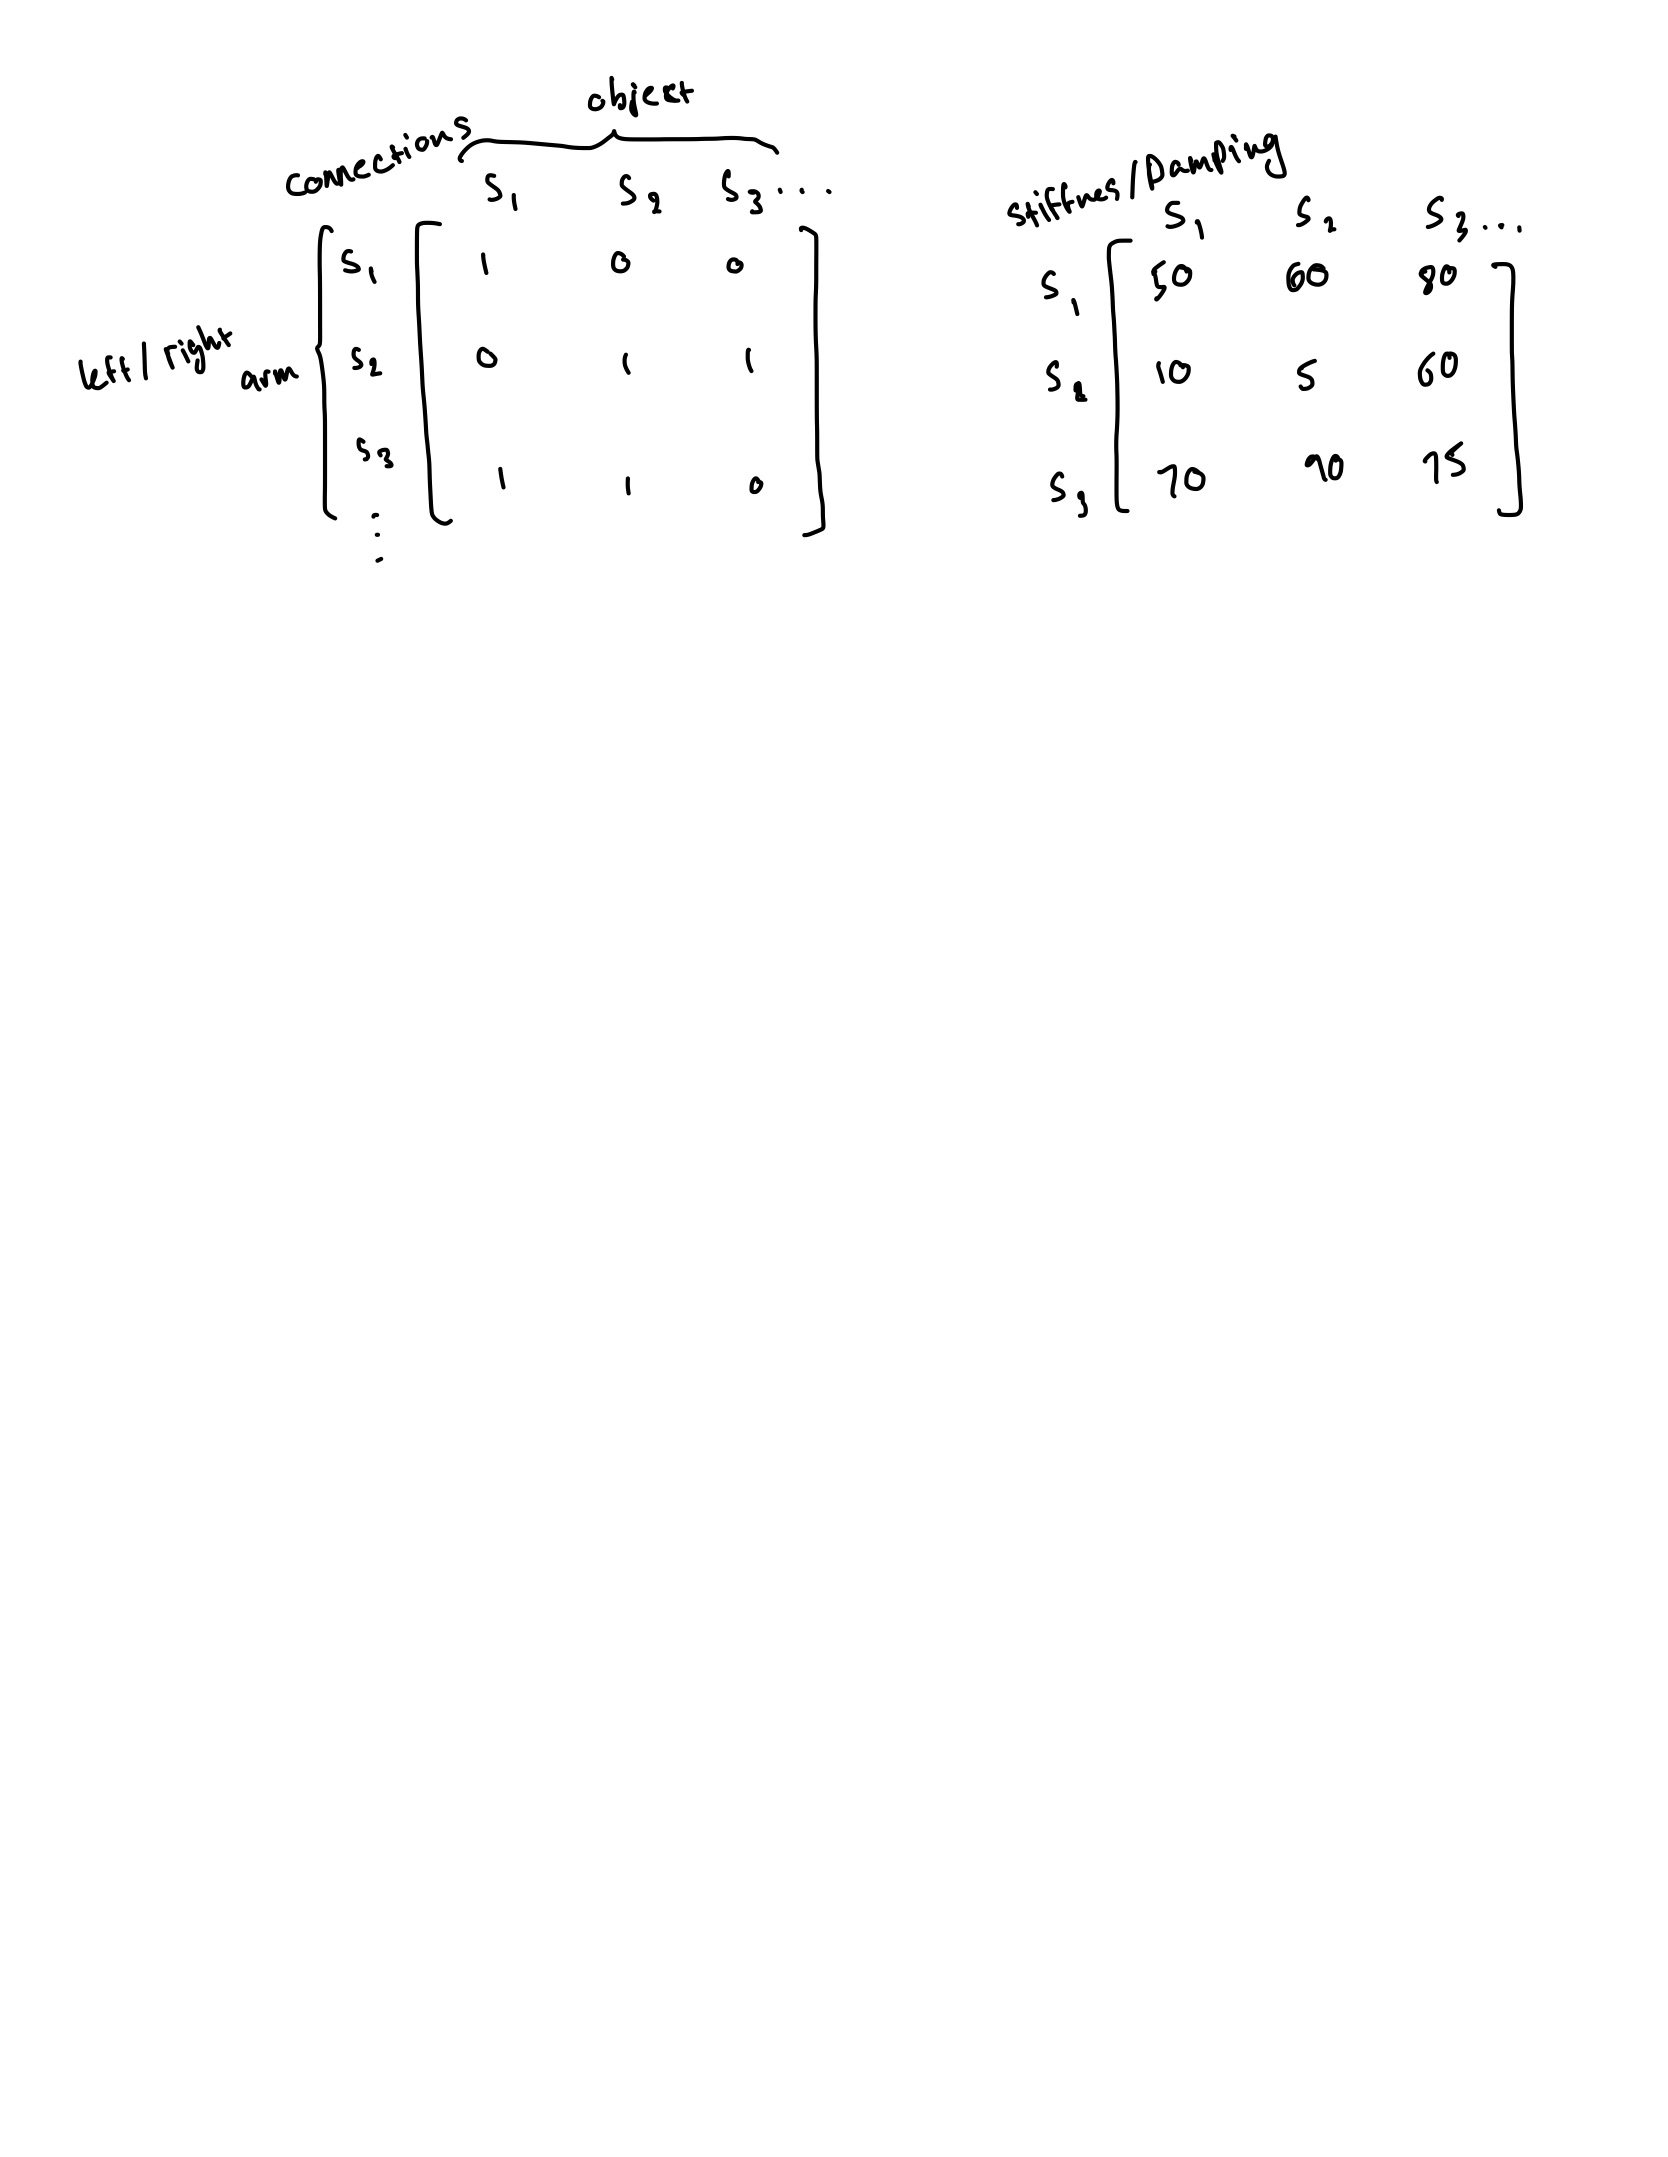 object
connections
S1 S2 S3 ...
S1 1 0 0
left/right arm
S2 0 1 1
S3 1 1 0
⋮
stiffnes/Damping
S1 S2 S3 ...
S1 50 60 80
S2 10 5 60
S3 70 90 75